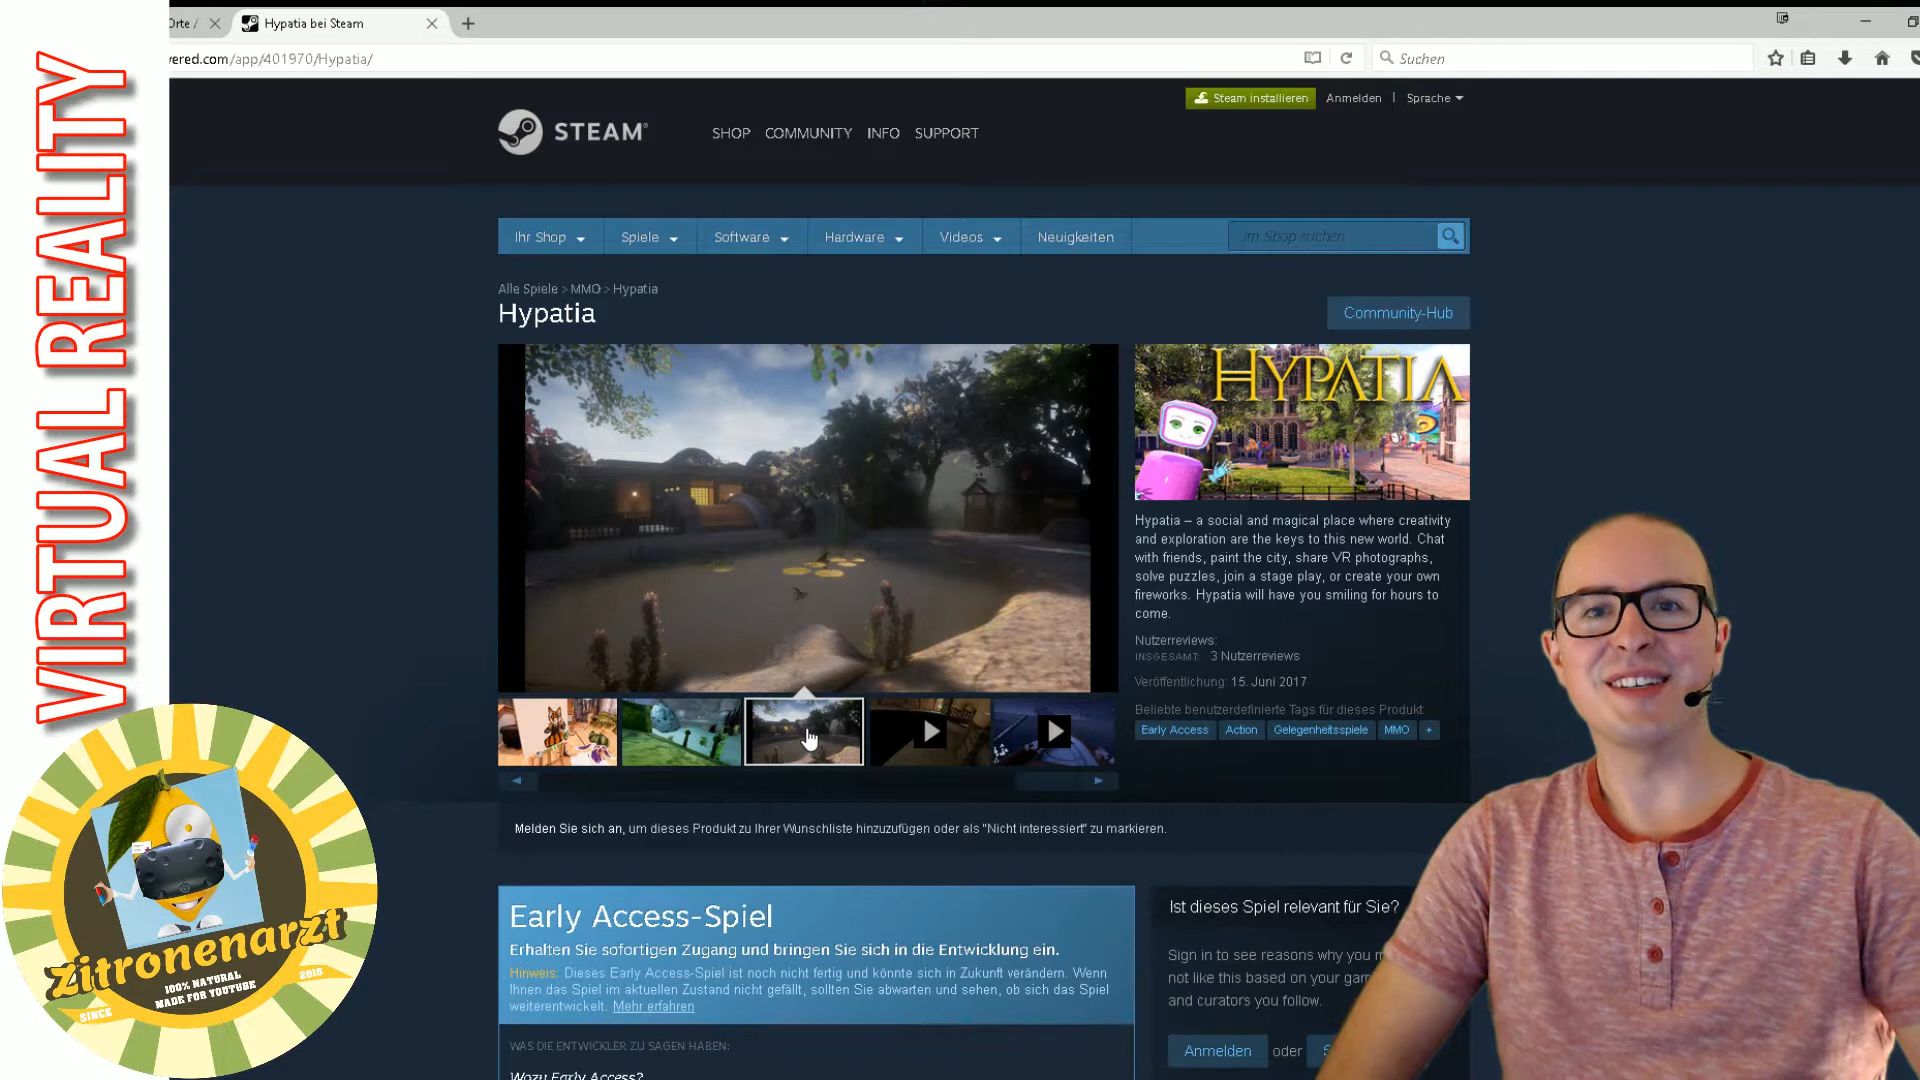 VIRTUAL REALITY
Orte /
Hypatia bei Steam
wered.com/app/401970/Hypatia/
Suchen
Steam installieren
Anmelden
Sprache
STEAM
SHOP
COMMUNITY
INFO
SUPPORT
Ihr Shop
Spiele
Software
Hardware
Videos
Neuigkeiten
Im Shop suchen
Alle Spiele > MMO > Hypatia
Hypatia
Community-Hub
HYPATIA
Hypatia – a social and magical place where creativity
and exploration are the keys to this new world. Chat
with friends, paint the city, share VR photographs,
solve puzzles, join a stage play, or create your own
fireworks. Hypatia will have you smiling for hours to
come.
Nutzerreviews:
INSGESAMT: 3 Nutzerreviews
Veröffentlichung: 15. Juni 2017
Beliebte benutzerdefinierte Tags für dieses Produkt:
Early Access
Action
Gelegenheitsspiele
MMO
+
Melden Sie sich an, um dieses Produkt zu Ihrer Wunschliste hinzuzufügen oder als "Nicht interessiert" zu markieren.
Early Access-Spiel
Erhalten Sie sofortigen Zugang und bringen Sie sich in die Entwicklung ein.
Hinweis: Dieses Early Access-Spiel ist noch nicht fertig und könnte sich in Zukunft verändern. Wenn
Ihnen das Spiel im aktuellen Zustand nicht gefällt, sollten Sie abwarten und sehen, ob sich das Spiel
weiterentwickelt. Mehr erfahren
WAS DIE ENTWICKLER ZU SAGEN HABEN:
Wozu Early Access?
Ist dieses Spiel relevant für Sie?
Sign in to see reasons why you m
not like this based on your gam
and curators you follow.
Anmelden
oder
S
Zitronenarzt
100% NATURAL
MADE FOR YOUTUBE
SINCE
2016